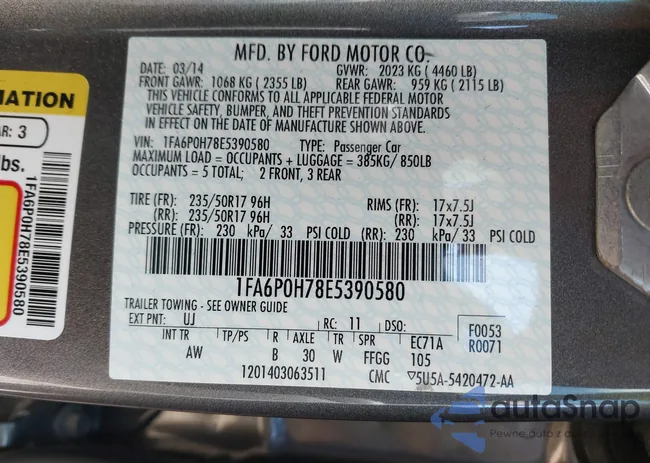 MFD. BY FORD MOTOR CO.
DATE: 03/14 GVWR: 2023 KG ( 4460 LB)
FRONT GAWR: 1068 KG ( 2355 LB) REAR GAWR: 959 KG ( 2115 LB)
THIS VEHICLE CONFORMS TO ALL APPLICABLE FEDERAL MOTOR
VEHICLE SAFETY, BUMPER, AND THEFT PREVENTION STANDARDS
IN EFFECT ON THE DATE OF MANUFACTURE SHOWN ABOVE.
VIN: 1FA6P0H78E5390580 TYPE: Passenger Car
MAXIMUM LOAD = OCCUPANTS + LUGGAGE = 385KG/ 850LB
OCCUPANTS = 5 TOTAL; 2 FRONT, 3 REAR
TIRE (FR): 235/50R17 96H RIMS (FR): 17x7.5J
(RR): 235/50R17 96H (RR): 17x7.5J
PRESSURE (FR): 230 kPa/ 33 PSI COLD (RR): 230 kPa/ 33 PSI COLD
1FA6P0H78E5390580
TRAILER TOWING - SEE OWNER GUIDE
EXT PNT: UJ RC: 11 DSO: F0053
R0071
INT TR TP/PS R AXLE TR SPR EC71A
AW B 30 W FFGG 105
1201403063511 CMC ▽5U5A-5420472-AA
MATION
AR: 3
lbs.
1FA6P0H78E5390580
autaSnap
Pewne auto z